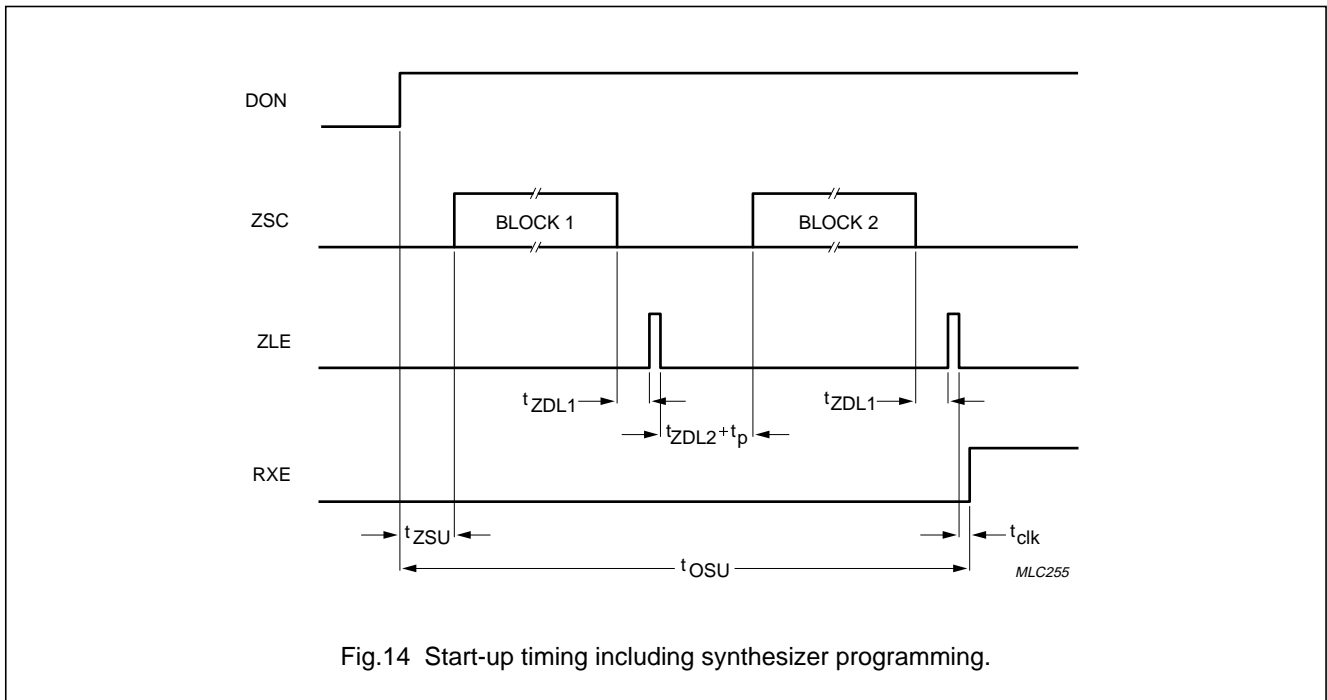 DON
ZSC
BLOCK 1
BLOCK 2
ZLE
tZDL1
tZDL1
tZDL2+tp
RXE
tZSU
tclk
tOSU
MLC255
Fig.14 Start-up timing including synthesizer programming.